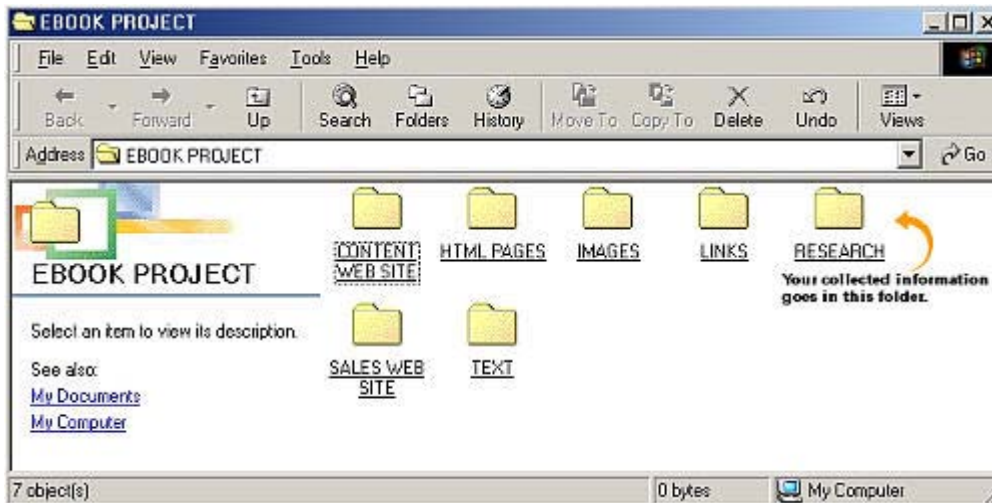 EBOOK PROJECT
File Edit View Favorites Tools Help
Back Forward Up Search Folders History Move To Copy To Delete Undo Views
Address EBOOK PROJECT Go
CONTENT WEB SITE
HTML PAGES
IMAGES
LINKS
RESEARCH
Your collected information
goes in this folder.
EBOOK PROJECT
Select an item to view its description.
See also:
My Documents
My Computer
SALES WEB SITE
TEXT
7 object(s) 0 bytes My Computer